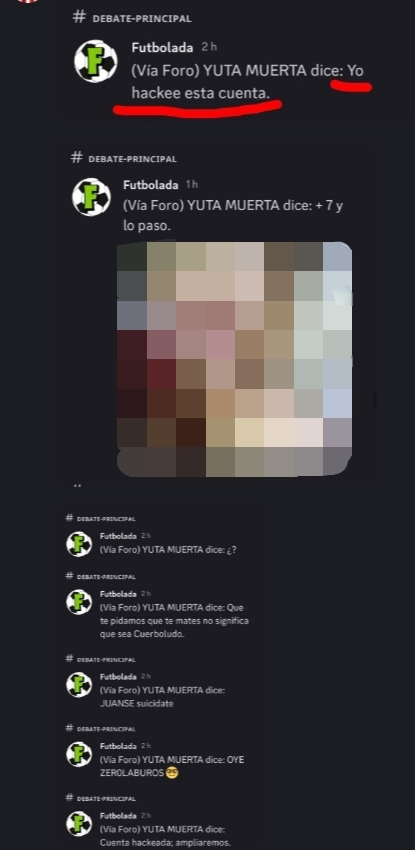 # DEBATE-PRINCIPAL
Futbolada 2 h
(Vía Foro) YUTA MUERTA dice: Yo
hackee esta cuenta.
# DEBATE-PRINCIPAL
Futbolada 1 h
(Vía Foro) YUTA MUERTA dice: + 7 y
lo paso.
..
# DEBATE-PRINCIPAL
Futbolada 2 h
(Vía Foro) YUTA MUERTA dice: ¿?
# DEBATE-PRINCIPAL
Futbolada 2 h
(Vía Foro) YUTA MUERTA dice: Que
te pidamos que te mates no significa
que sea Cuerboludo.
# DEBATE-PRINCIPAL
Futbolada 2 h
(Vía Foro) YUTA MUERTA dice:
JUANSE suicidate
# DEBATE-PRINCIPAL
Futbolada 2 h
(Vía Foro) YUTA MUERTA dice: OYE
ZER0LABUROS 🤓
# DEBATE-PRINCIPAL
Futbolada 2 h
(Vía Foro) YUTA MUERTA dice:
Cuenta hackeada; ampliaremos.